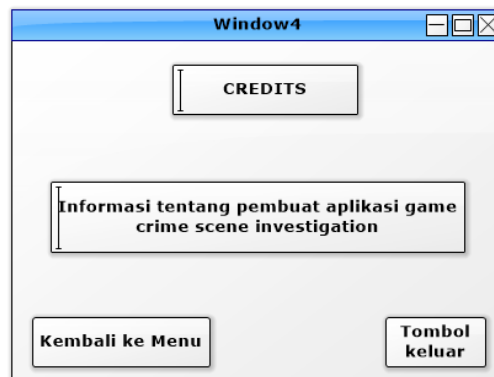 Window4
CREDITS
Informasi tentang pembuat aplikasi game
crime scene investigation
Kembali ke Menu
Tombol
keluar